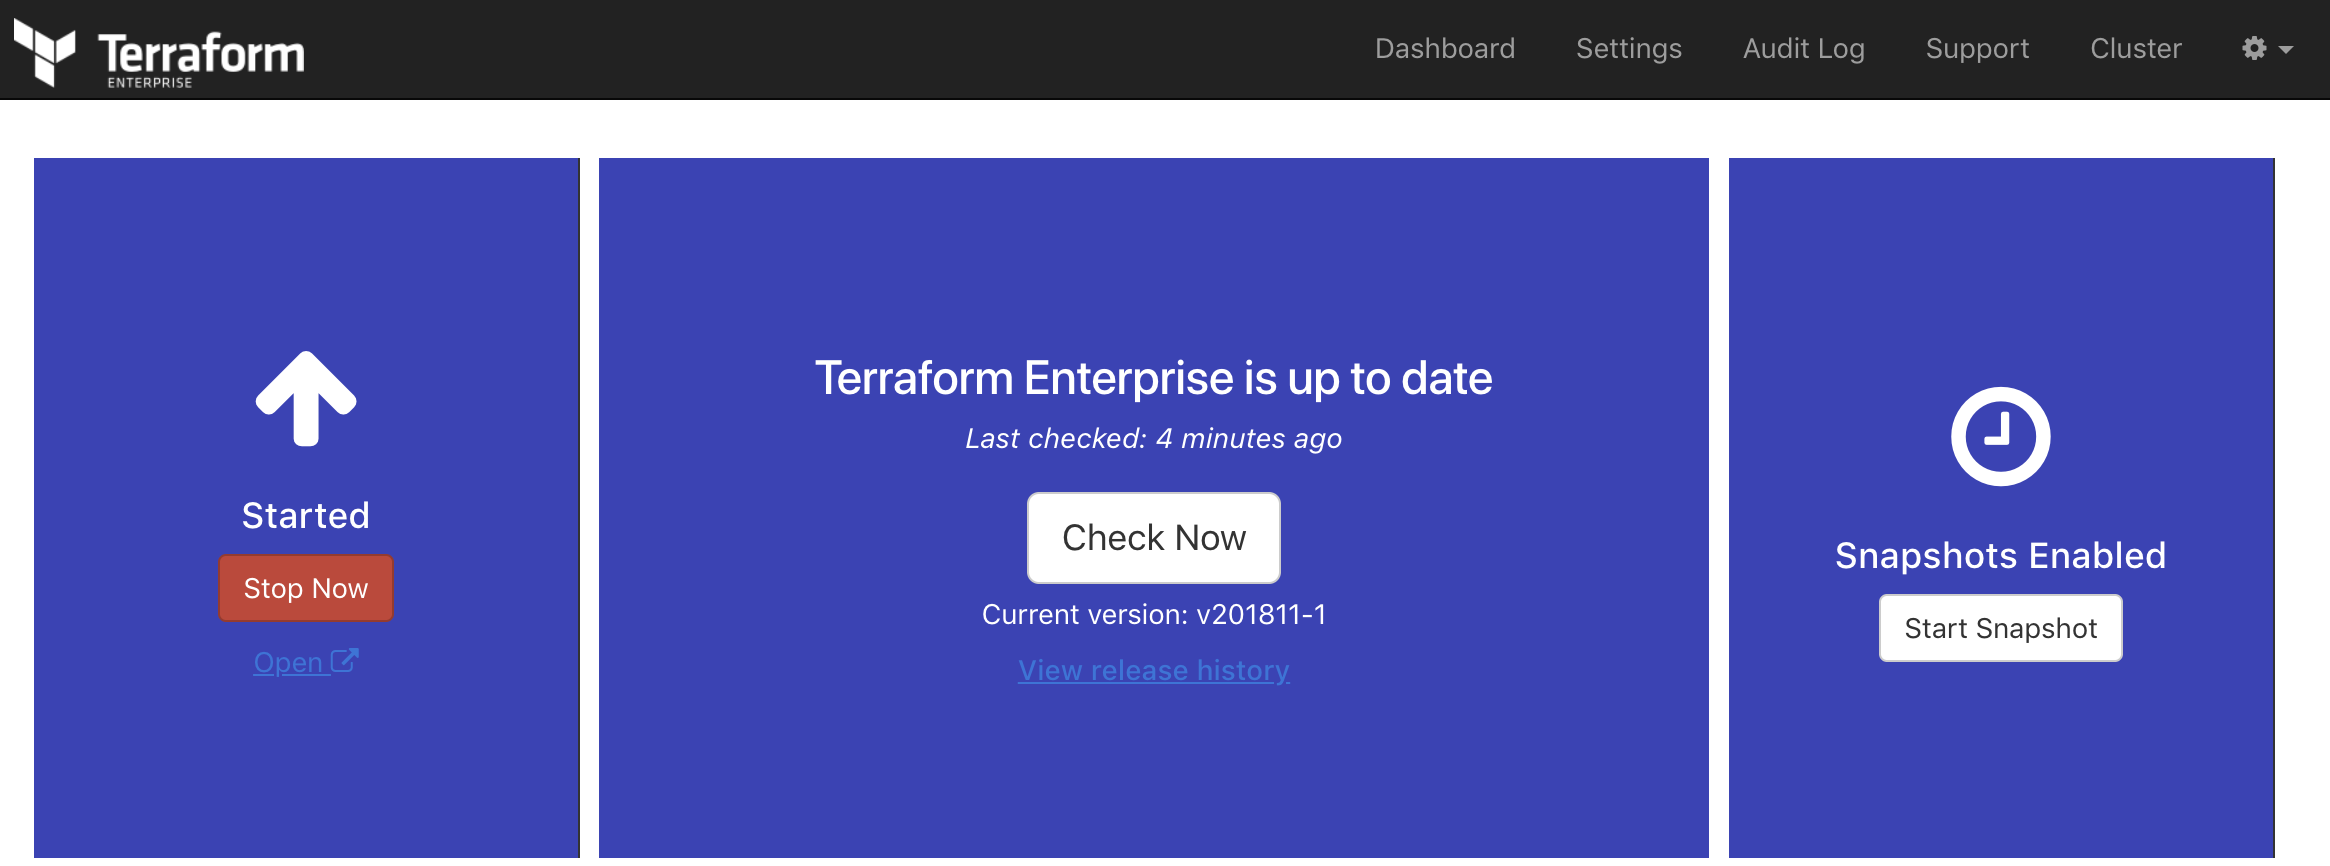 Terraform
ENTERPRISE
Dashboard Settings Audit Log Support Cluster
Started
Stop Now
Open
Terraform Enterprise is up to date
Last checked: 4 minutes ago
Check Now
Current version: v201811-1
View release history
Snapshots Enabled
Start Snapshot